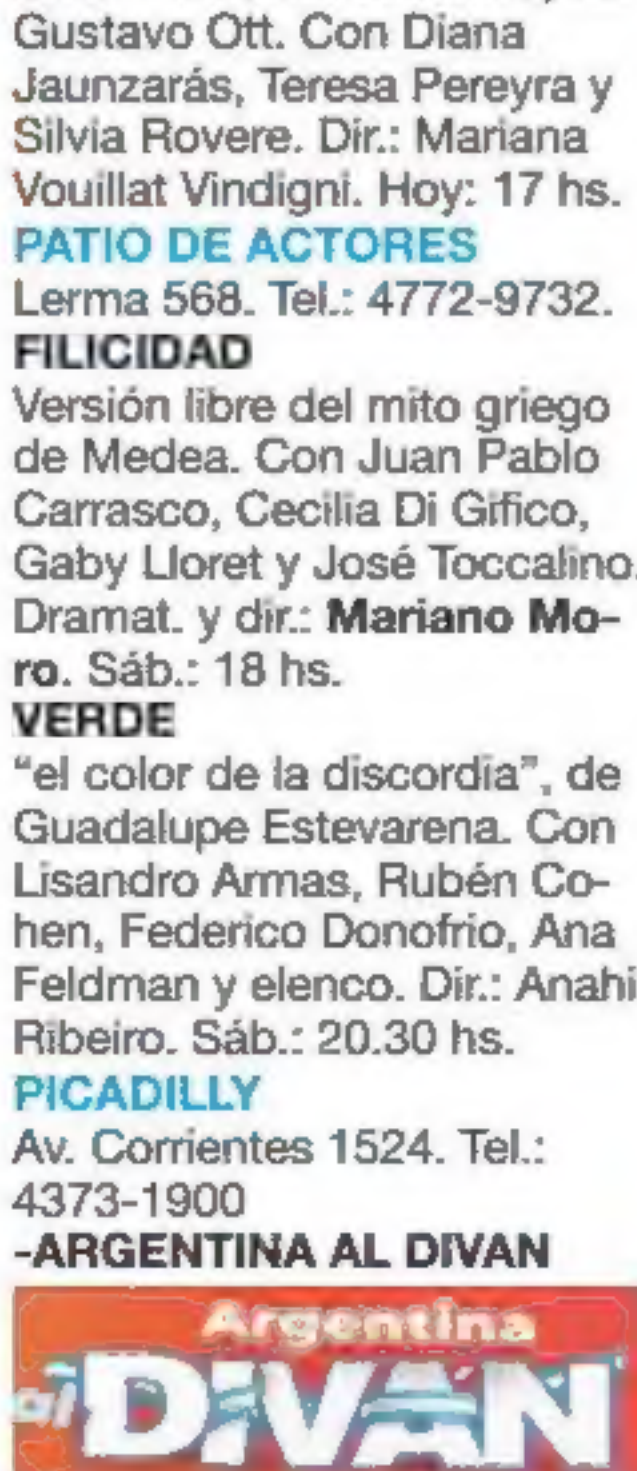 Gustavo Ott. Con Diana
Jaunzarás, Teresa Pereyra y
Silvia Rovere. Dir.: Mariana
Vouillat Vindigni. Hoy: 17 hs.
PATIO DE ACTORES
Lerma 568. Tel.: 4772-9732.
FILICIDAD
Versión libre del mito griego
de Medea. Con Juan Pablo
Carrasco, Cecilia Di Gifico,
Gaby Lloret y José Toccalino.
Dramat. y dir.: Mariano Mo-
ro. Sáb.: 18 hs.
VERDE
"el color de la discordia", de
Guadalupe Estevarena. Con
Lisandro Armas, Rubén Co-
hen, Federico Donofrio, Ana
Feldman y elenco. Dir.: Anahi
Ribeiro. Sáb.: 20.30 hs.
PICADILLY
Av. Corrientes 1524. Tel.:
4373-1900
-ARGENTINA AL DIVAN
Argentina
al DIVÁN